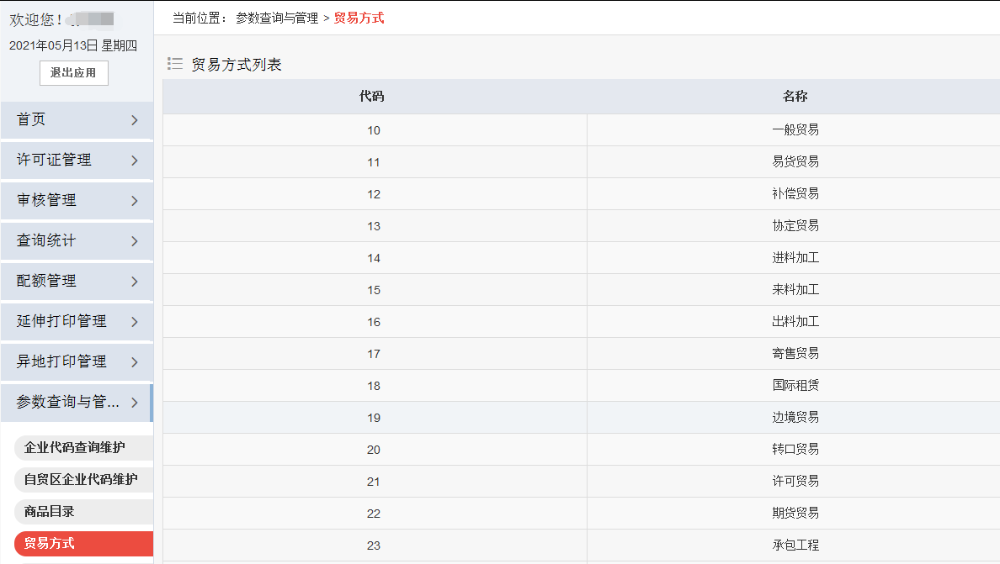 欢迎您!
2021年05月13日 星期四
退出应用
首页
许可证管理
审核管理
查询统计
配额管理
延伸打印管理
异地打印管理
参数查询与管...
企业代码查询维护
自贸区企业代码维护
商品目录
贸易方式
当前位置： 参数查询与管理 > 贸易方式
贸易方式列表
代码 名称
10 一般贸易
11 易货贸易
12 补偿贸易
13 协定贸易
14 进料加工
15 来料加工
16 出料加工
17 寄售贸易
18 国际租赁
19 边境贸易
20 转口贸易
21 许可贸易
22 期货贸易
23 承包工程